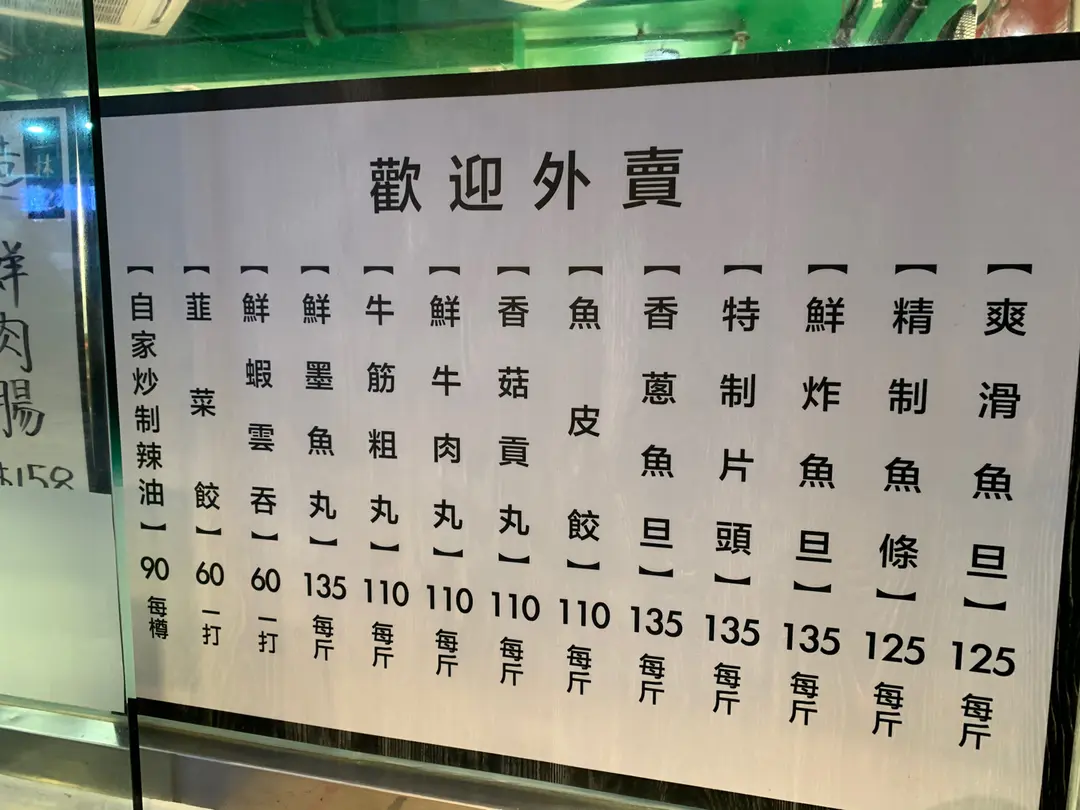 歡迎外賣
【爽滑魚旦】125每斤
【精制魚條】125每斤
【鮮炸魚旦】135每斤
【特制片頭】135每斤
【香蔥魚旦】135每斤
【魚皮餃】110每斤
【香菇貢丸】110每斤
【鮮牛肉丸】110每斤
【牛筋粗丸】110每斤
【鮮墨魚丸】135每斤
【鮮蝦雲吞】60一打
【韮菜餃】60一打
【自家炒制辣油】90每樽
林
鮮肉腸
158